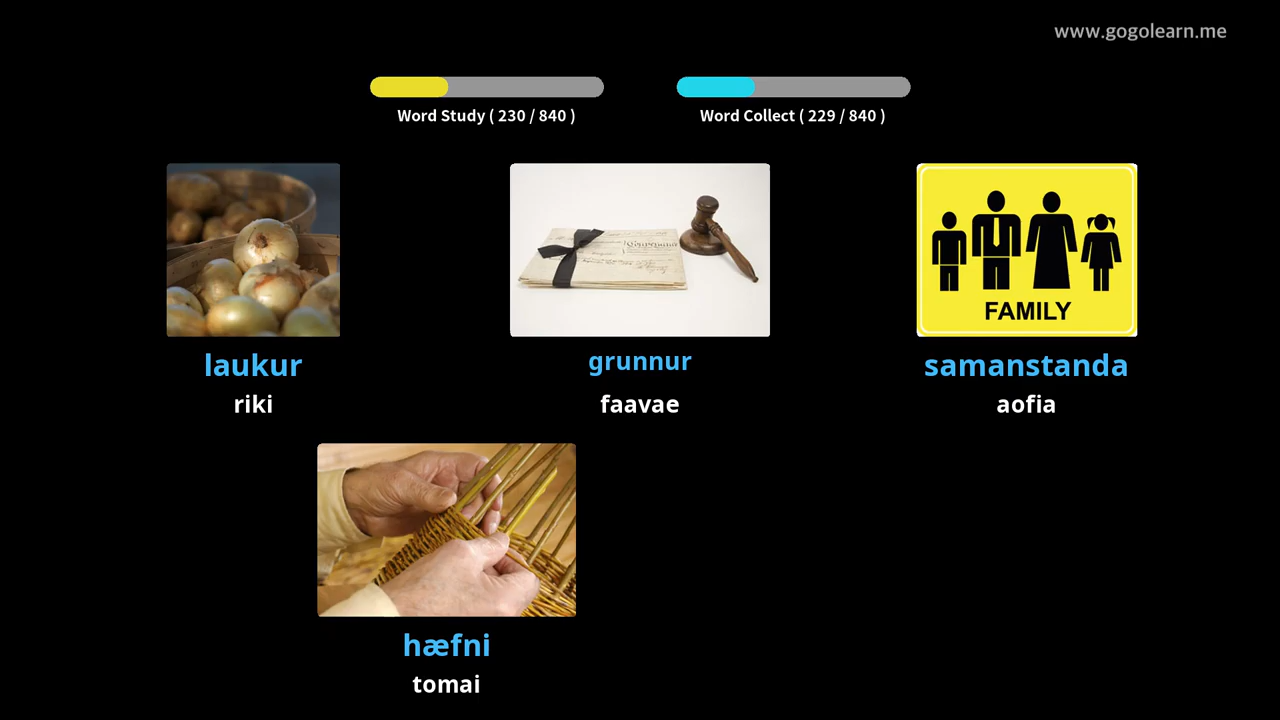 www.gogolearn.me
Word Study ( 230 / 840 )
Word Collect ( 229 / 840 )
FAMILY
laukur
grunnur
samanstanda
riki
faavae
aofia
hæfni
tomai